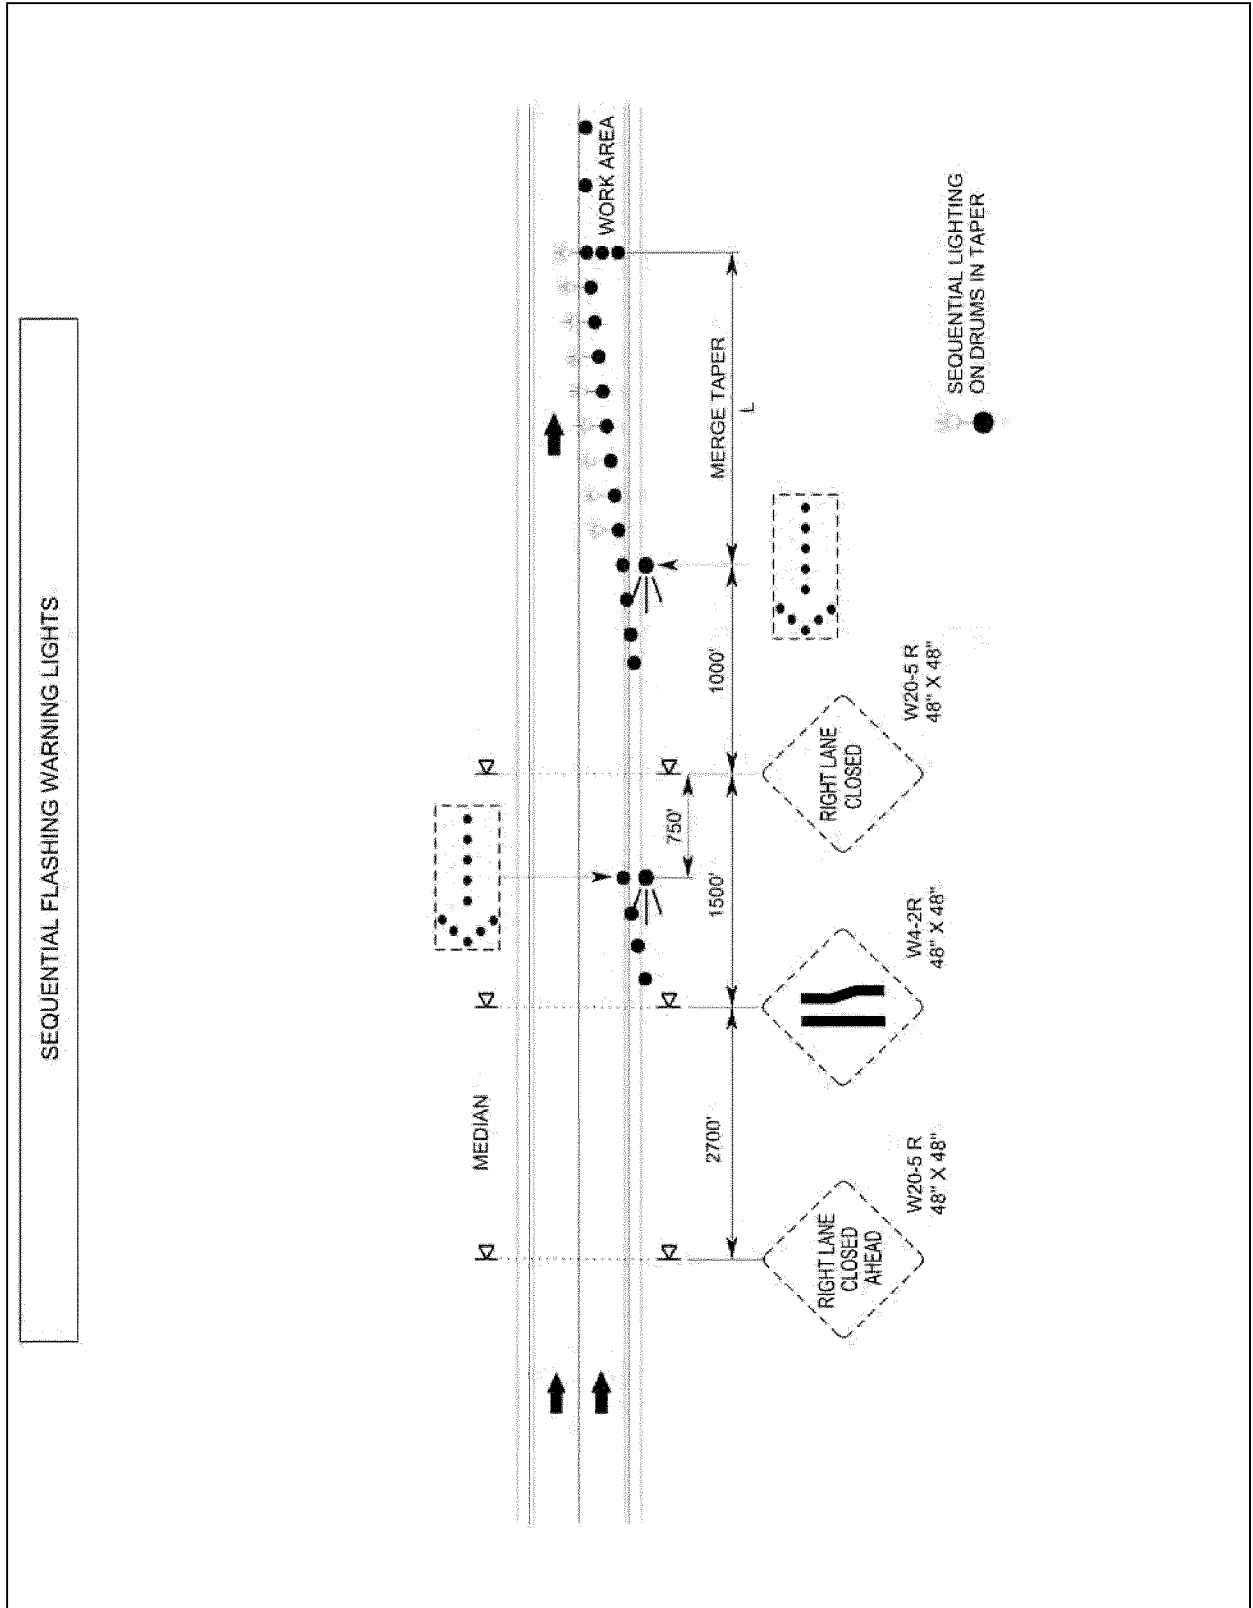 SEQUENTIAL FLASHING WARNING LIGHTS
MEDIAN
WORK AREA
2700'
1500'
750'
1000'
MERGE TAPER
L
RIGHT LANE
CLOSED
AHEAD
W20-5 R
48" X 48"
W4-2R
48" X 48"
RIGHT LANE
CLOSED
W20-5 R
48" X 48"
SEQUENTIAL LIGHTING
ON DRUMS IN TAPER